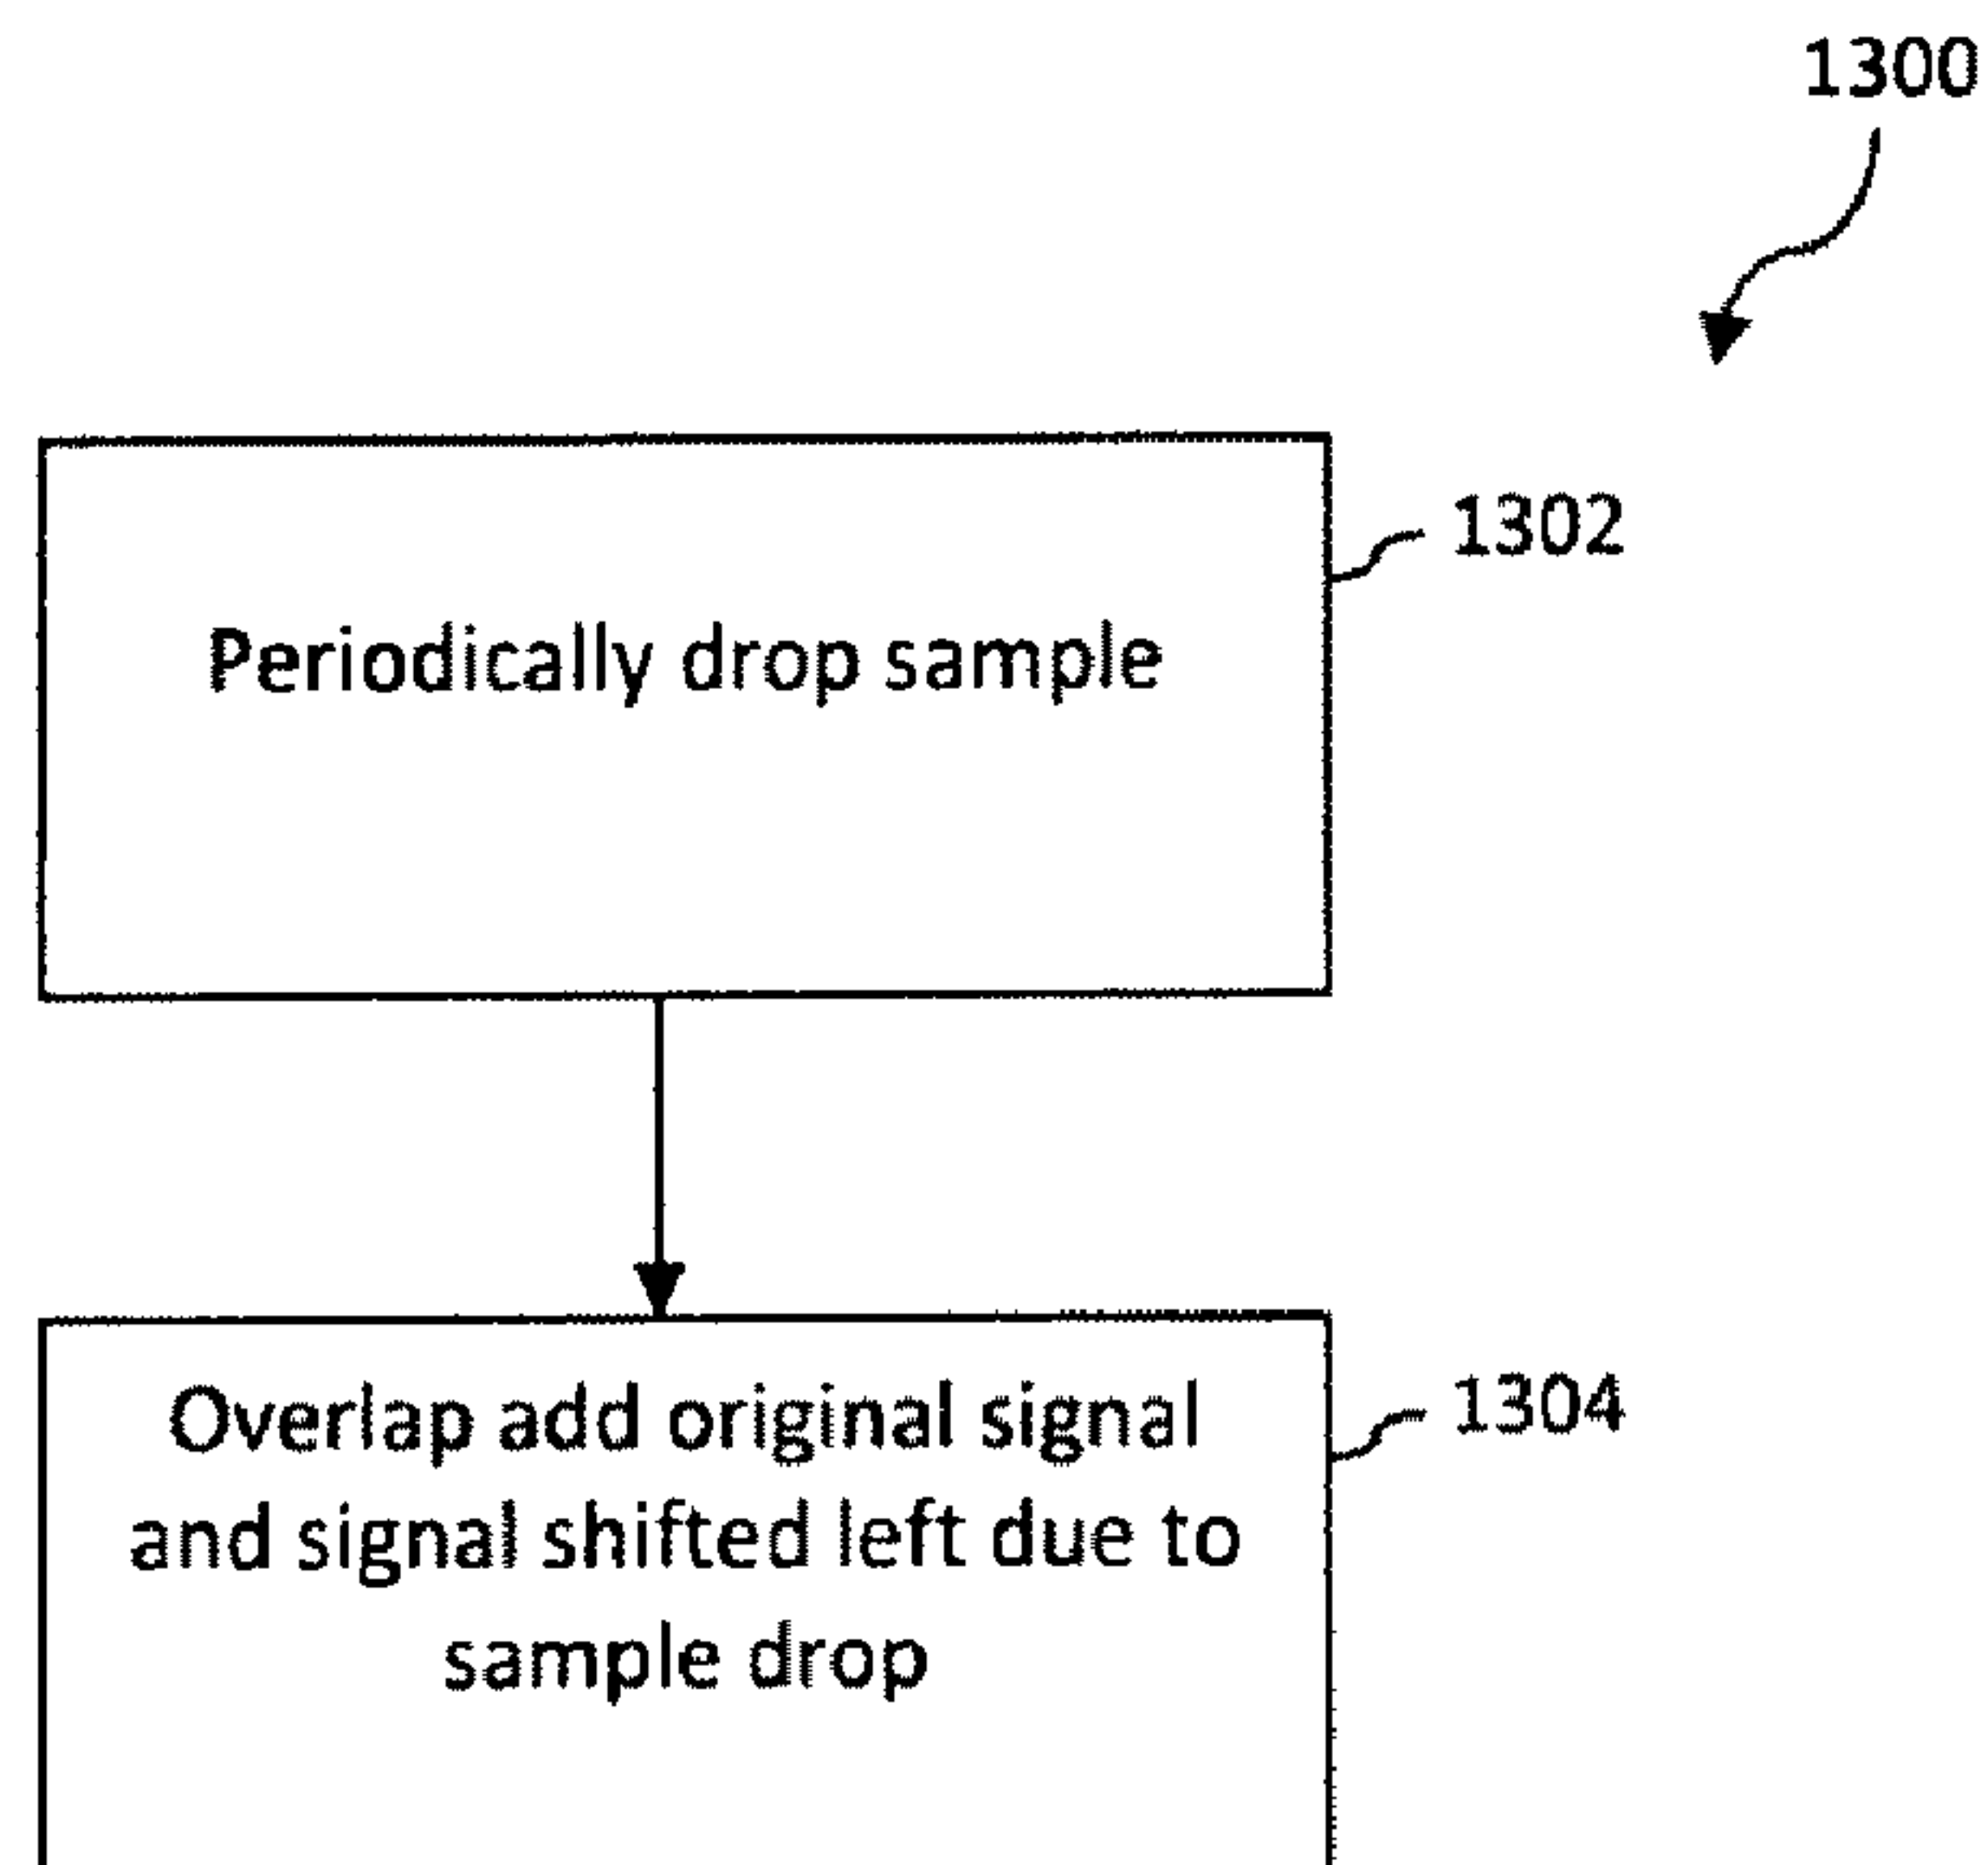 1300
1302
Periodically drop sample
1304
Overlap add original signal
and signal shifted left due to
sample drop